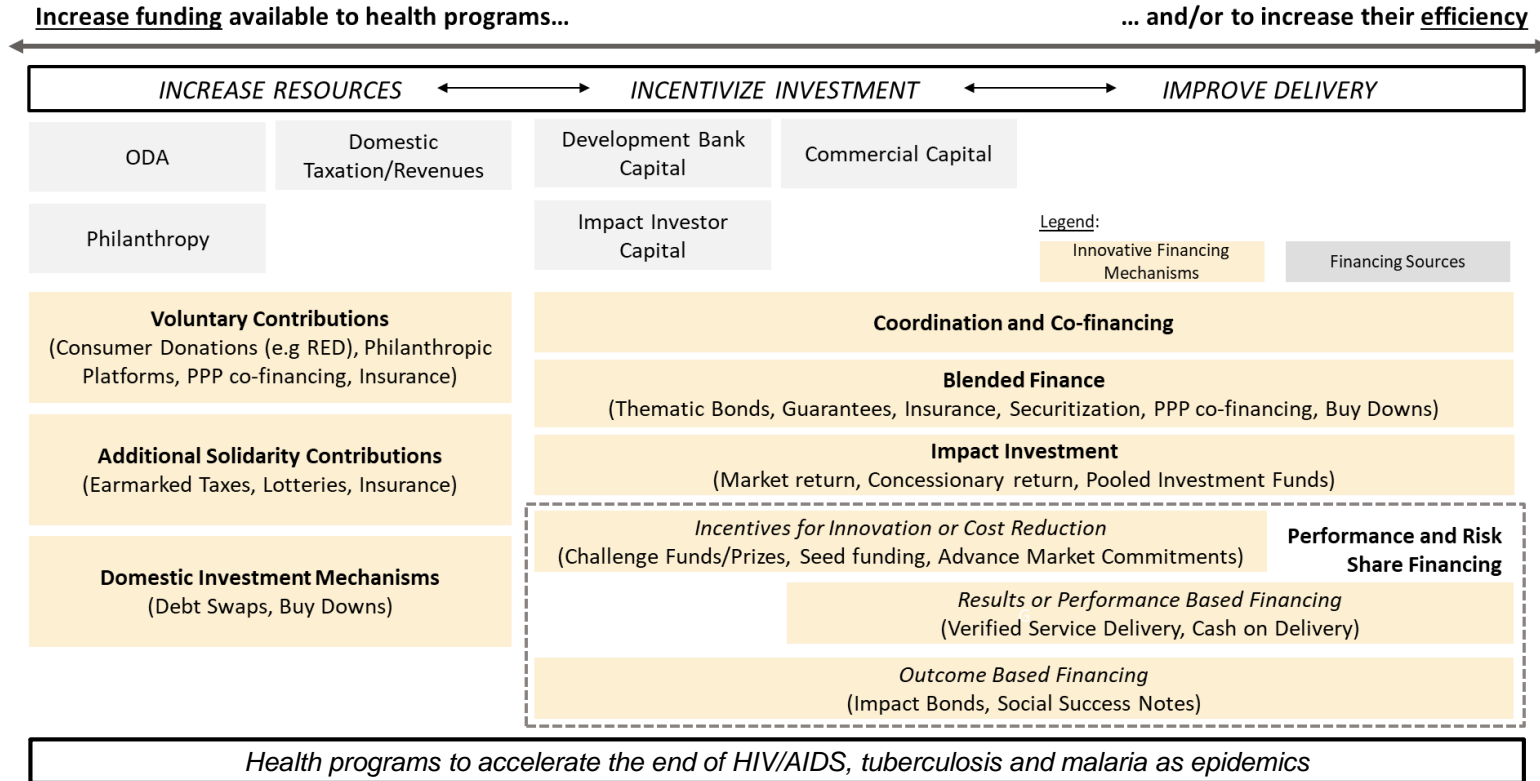 Increase funding available to health programs…
… and/or to increase their efficiency
INCREASE RESOURCES
INCENTIVIZE INVESTMENT
IMPROVE DELIVERY
ODA
Domestic
Taxation/Revenues
Development Bank
Capital
Commercial Capital
Philanthropy
Impact Investor
Capital
Legend:
Innovative Financing
Mechanisms
Financing Sources
Voluntary Contributions
(Consumer Donations (e.g RED), Philanthropic
Platforms, PPP co-financing, Insurance)
Additional Solidarity Contributions
(Earmarked Taxes, Lotteries, Insurance)
Domestic Investment Mechanisms
(Debt Swaps, Buy Downs)
Coordination and Co-financing
Blended Finance
(Thematic Bonds, Guarantees, Insurance, Securitization, PPP co-financing, Buy Downs)
Impact Investment
(Market return, Concessionary return, Pooled Investment Funds)
Incentives for Innovation or Cost Reduction
(Challenge Funds/Prizes, Seed funding, Advance Market Commitments)
Performance and Risk
Share Financing
Results or Performance Based Financing
(Verified Service Delivery, Cash on Delivery)
Outcome Based Financing
(Impact Bonds, Social Success Notes)
Health programs to accelerate the end of HIV/AIDS, tuberculosis and malaria as epidemics